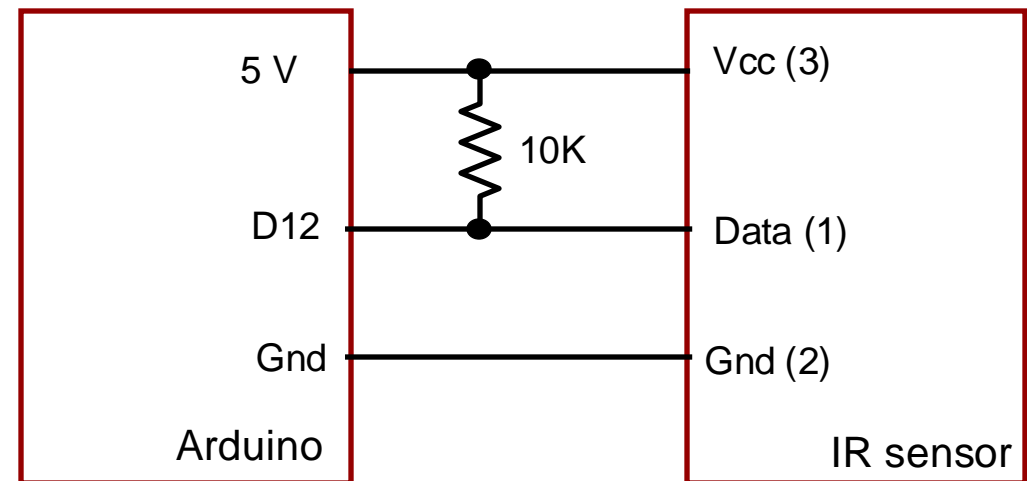 5 V
Vcc (3)
10K
D12
Data (1)
Gnd
Gnd (2)
Arduino
IR sensor